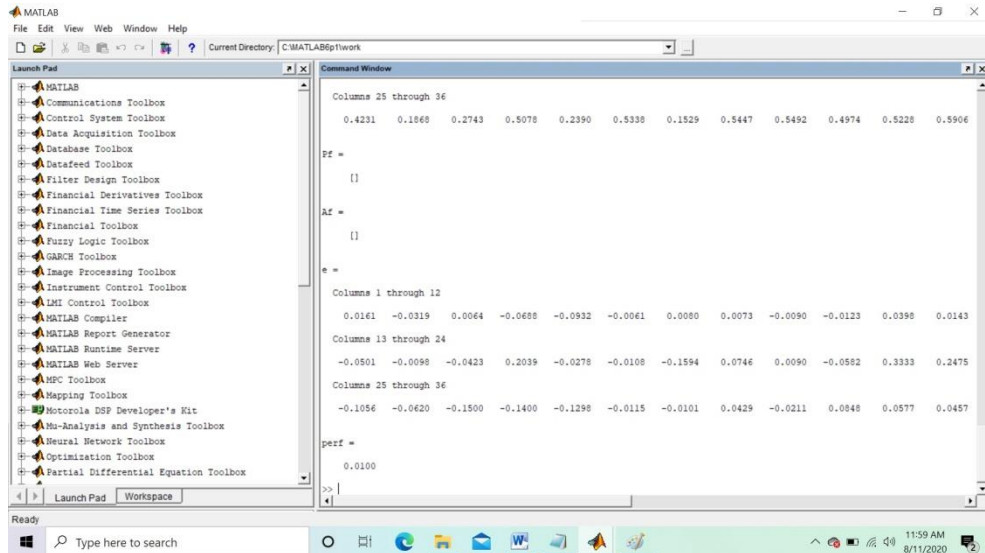 MATLAB
File Edit View Web Window Help
? Current Directory: C:\MATLAB6p1\work
Launch Pad
MATLAB
Communications Toolbox
Control System Toolbox
Data Acquisition Toolbox
Database Toolbox
Datafeed Toolbox
Filter Design Toolbox
Financial Derivatives Toolbox
Financial Time Series Toolbox
Financial Toolbox
Fuzzy Logic Toolbox
GARCH Toolbox
Image Processing Toolbox
Instrument Control Toolbox
LMI Control Toolbox
MATLAB Compiler
MATLAB Report Generator
MATLAB Runtime Server
MATLAB Web Server
MPC Toolbox
Mapping Toolbox
Motorola DSP Developer's Kit
Mu-Analysis and Synthesis Toolbox
Neural Network Toolbox
Optimization Toolbox
Partial Differential Equation Toolbox
Launch Pad Workspace
Command Window
Columns 25 through 36
0.4231 0.1868 0.2743 0.5078 0.2390 0.5338 0.1529 0.5447 0.5492 0.4974 0.5228 0.5906
Pf =
[]
Af =
[]
e =
Columns 1 through 12
0.0161 -0.0319 0.0064 -0.0688 -0.0932 -0.0061 0.0080 0.0073 -0.0090 -0.0123 0.0398 0.0143
Columns 13 through 24
-0.0501 -0.0098 -0.0423 0.2039 -0.0278 -0.0108 -0.1594 0.0746 0.0090 -0.0582 0.3333 0.2475
Columns 25 through 36
-0.1056 -0.0620 -0.1500 -0.1400 -0.1298 -0.0115 -0.0101 0.0429 -0.0211 0.0848 0.0577 0.0457
perf =
0.0100
>>
Ready
Type here to search
11:59 AM
8/11/2020